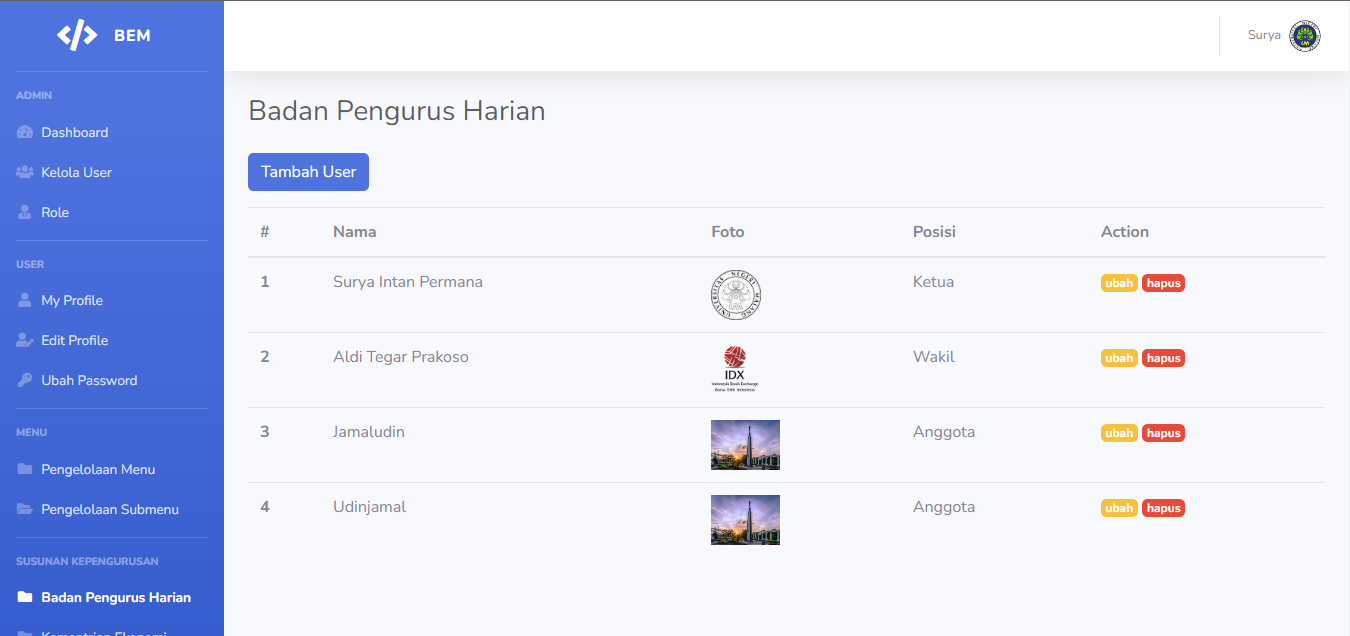 BEM
Surya
ADMIN
Dashboard
Kelola User
Role
USER
My Profile
Edit Profile
Ubah Password
MENU
Pengelolaan Menu
Pengelolaan Submenu
SUSUNAN KEPENGURUSAN
Badan Pengurus Harian
Kementrian Ekonomi
Badan Pengurus Harian
Tambah User
# Nama Foto Posisi Action
1 Surya Intan Permana UNIVERSITAS NEGERI MALANG Ketua ubah hapus
2 Aldi Tegar Prakoso IDX Wakil ubah hapus
Indonesia Stock Exchange
Bursa Efek Indonesia
3 Jamaludin Anggota ubah hapus
4 Udinjamal Anggota ubah hapus